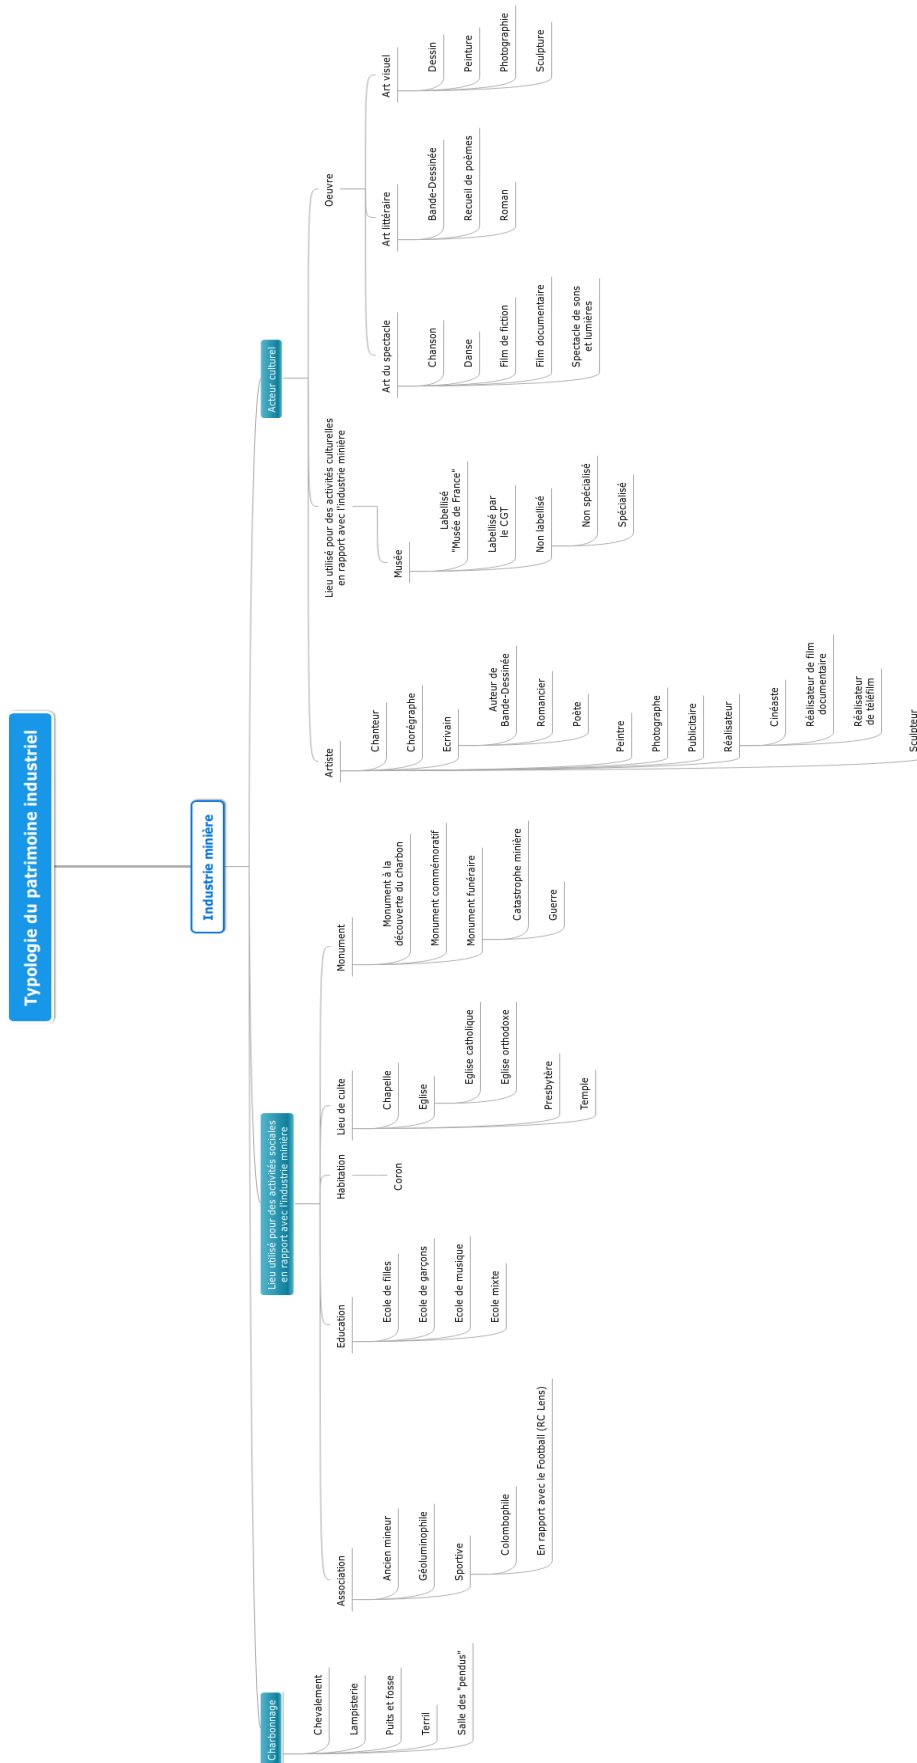 Typologie du patrimoine industriel
Industrie minière
Charbonnage
Chevalement
Lampisterie
Puits et fosse
Terril
Salle des "pendus"
Lieu utilisé pour des activités sociales
en rapport avec l'industrie minière
Association
Ancien mineur
Géoluminophile
Sportive
Colombophile
En rapport avec le Football (RC Lens)
Education
Ecole de filles
Ecole de garçons
Ecole de musique
Ecole mixte
Habitation
Coron
Lieu de culte
Chapelle
Eglise
Eglise catholique
Eglise orthodoxe
Presbytère
Temple
Monument
Monument à la
découverte du charbon
Monument commémoratif
Monument funéraire
Catastrophe minière
Guerre
Acteur culturel
Artiste
Chanteur
Chorégraphe
Ecrivain
Auteur de
Bande-Dessinée
Romancier
Poète
Peintre
Photographe
Publicitaire
Réalisateur
Cinéaste
Réalisateur de film
documentaire
Réalisateur
de téléfilm
Sculpteur
Lieu utilisé pour des activités culturelles
en rapport avec l'industrie minière
Musée
Labellisé
"Musée de France"
Labellisé par
le CGT
Non labellisé
Non spécialisé
Spécialisé
Oeuvre
Art du spectacle
Chanson
Danse
Film de fiction
Film documentaire
Spectacle de sons
et lumières
Art littéraire
Bande-Dessinée
Recueil de poèmes
Roman
Art visuel
Dessin
Peinture
Photographie
Sculpture